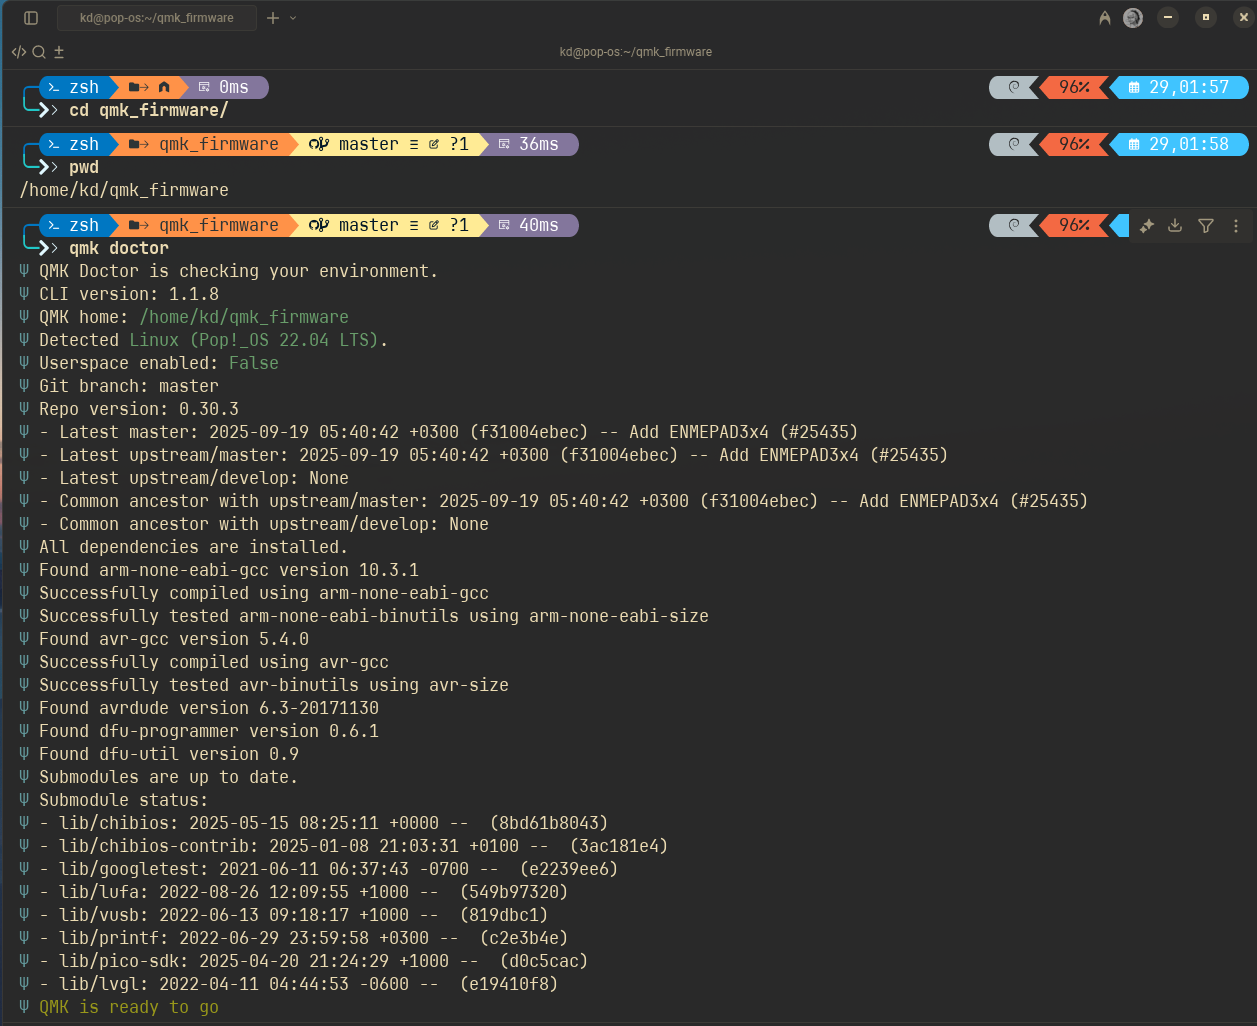 kd@pop-os:~/qmk_firmware
kd@pop-os:~/qmk_firmware
zsh 0ms 96% 29,01:57
cd qmk_firmware/
zsh qmk_firmware master ≡ ?1 36ms 96% 29,01:58
pwd
/home/kd/qmk_firmware
zsh qmk_firmware master ≡ ?1 40ms 96%
qmk doctor
Ψ QMK Doctor is checking your environment.
Ψ CLI version: 1.1.8
Ψ QMK home: /home/kd/qmk_firmware
Ψ Detected Linux (Pop!_OS 22.04 LTS).
Ψ Userspace enabled: False
Ψ Git branch: master
Ψ Repo version: 0.30.3
Ψ - Latest master: 2025-09-19 05:40:42 +0300 (f31004ebec) -- Add ENMEPAD3x4 (#25435)
Ψ - Latest upstream/master: 2025-09-19 05:40:42 +0300 (f31004ebec) -- Add ENMEPAD3x4 (#25435)
Ψ - Latest upstream/develop: None
Ψ - Common ancestor with upstream/master: 2025-09-19 05:40:42 +0300 (f31004ebec) -- Add ENMEPAD3x4 (#25435)
Ψ - Common ancestor with upstream/develop: None
Ψ All dependencies are installed.
Ψ Found arm-none-eabi-gcc version 10.3.1
Ψ Successfully compiled using arm-none-eabi-gcc
Ψ Successfully tested arm-none-eabi-binutils using arm-none-eabi-size
Ψ Found avr-gcc version 5.4.0
Ψ Successfully compiled using avr-gcc
Ψ Successfully tested avr-binutils using avr-size
Ψ Found avrdude version 6.3-20171130
Ψ Found dfu-programmer version 0.6.1
Ψ Found dfu-util version 0.9
Ψ Submodules are up to date.
Ψ Submodule status:
Ψ - lib/chibios: 2025-05-15 08:25:11 +0000 --  (8bd61b8043)
Ψ - lib/chibios-contrib: 2025-01-08 21:03:31 +0100 --  (3ac181e4)
Ψ - lib/googletest: 2021-06-11 06:37:43 -0700 --  (e2239ee6)
Ψ - lib/lufa: 2022-08-26 12:09:55 +1000 --  (549b97320)
Ψ - lib/vusb: 2022-06-13 09:18:17 +1000 --  (819dbc1)
Ψ - lib/printf: 2022-06-29 23:59:58 +0300 --  (c2e3b4e)
Ψ - lib/pico-sdk: 2025-04-20 21:24:29 +1000 --  (d0c5cac)
Ψ - lib/lvgl: 2022-04-11 04:44:53 -0600 --  (e19410f8)
Ψ QMK is ready to go